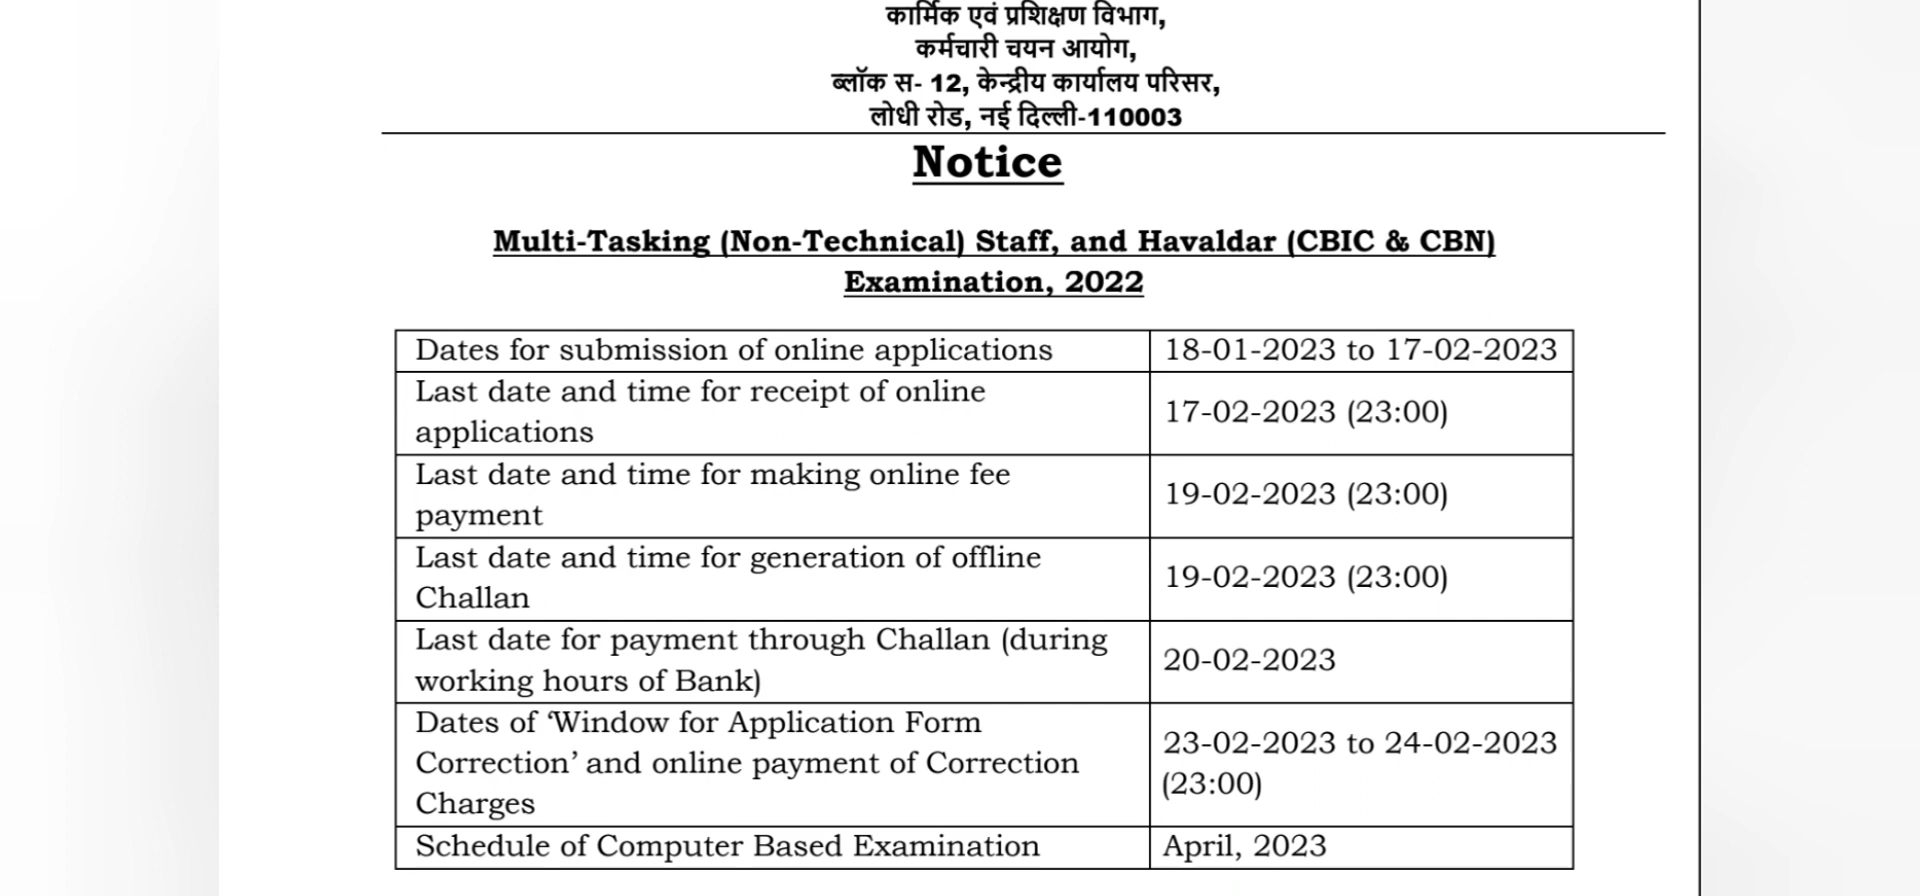 कार्मिक एवं प्रशिक्षण विभाग,
कर्मचारी चयन आयोग,
ब्लॉक स- 12, केन्द्रीय कार्यालय परिसर,
लोधी रोड, नई दिल्ली-110003
Notice
Multi-Tasking (Non-Technical) Staff, and Havaldar (CBIC & CBN)
Examination, 2022
Dates for submission of online applications
18-01-2023 to 17-02-2023
Last date and time for receipt of online
applications
17-02-2023 (23:00)
Last date and time for making online fee
payment
19-02-2023 (23:00)
Last date and time for generation of offline
Challan
19-02-2023 (23:00)
Last date for payment through Challan (during
working hours of Bank)
20-02-2023
Dates of ‘Window for Application Form
Correction’ and online payment of Correction
Charges
23-02-2023 to 24-02-2023
(23:00)
Schedule of Computer Based Examination
April, 2023